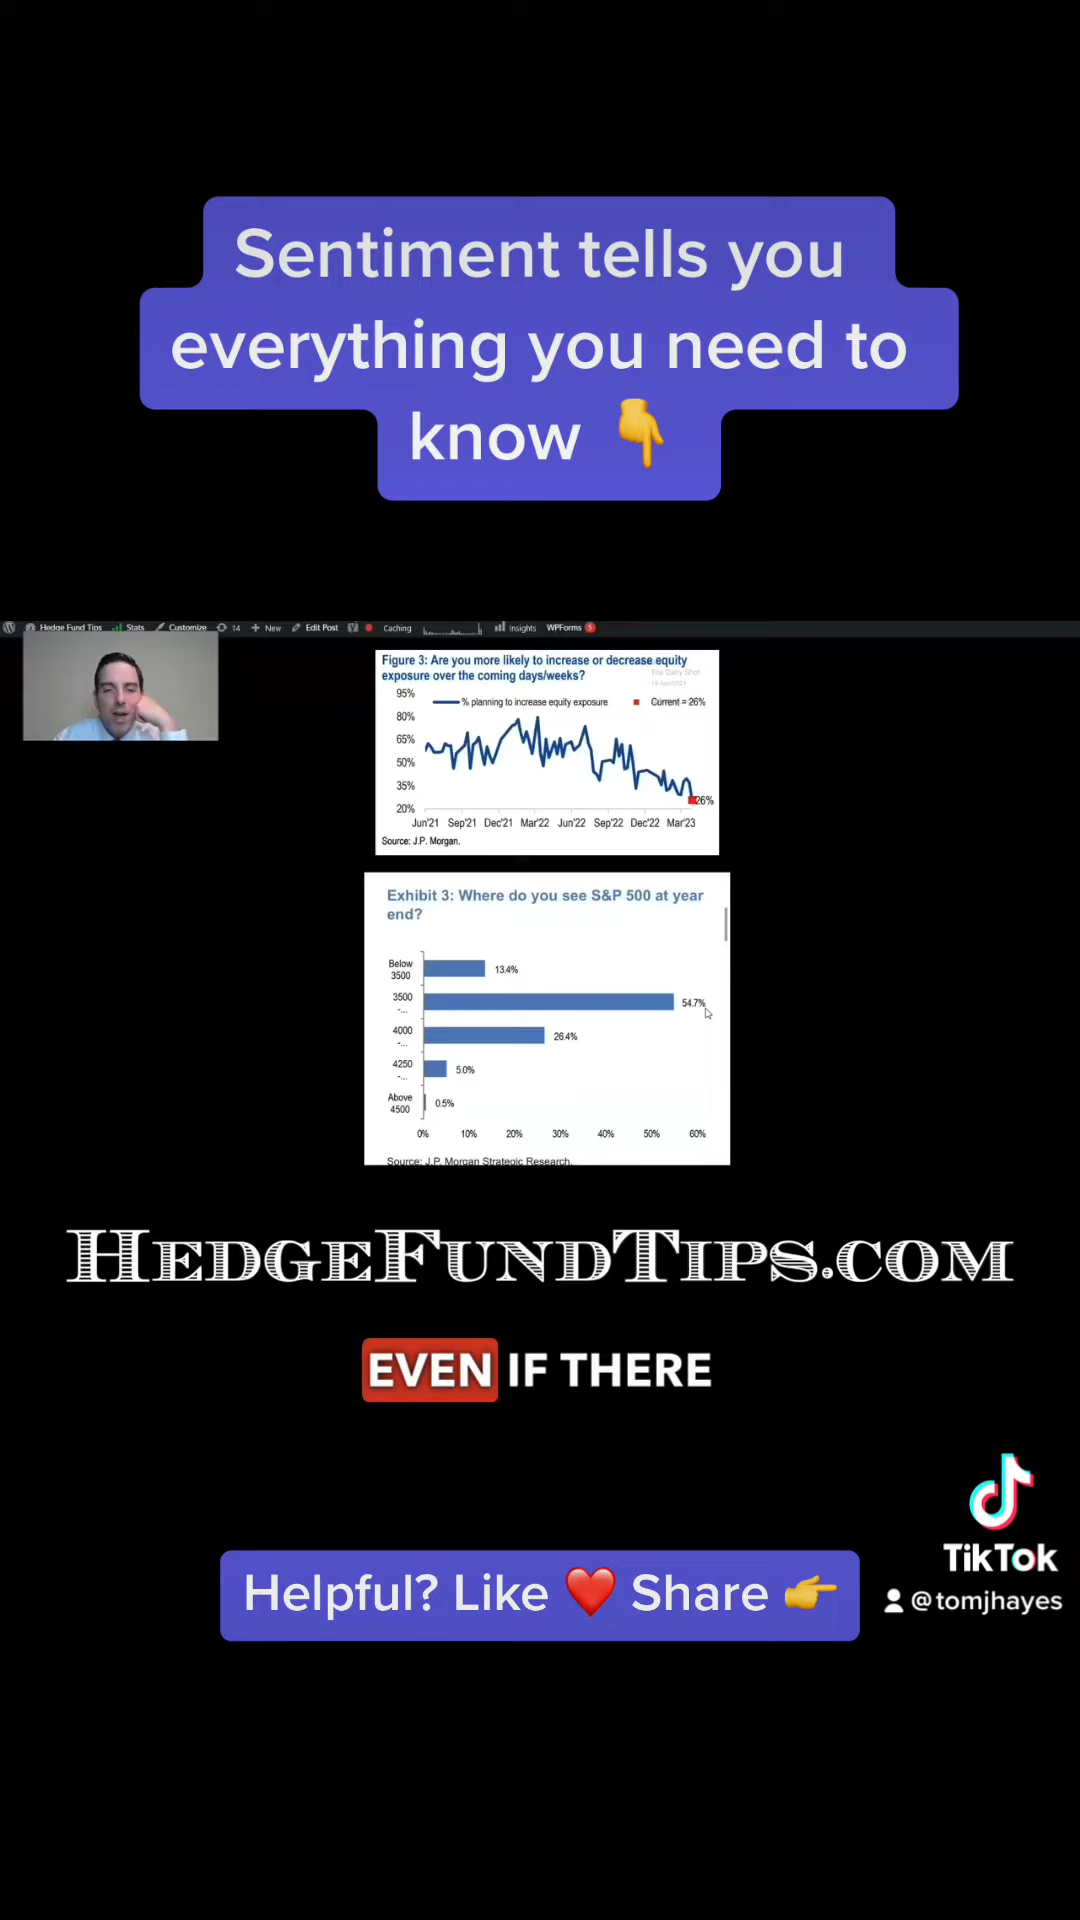 Sentiment tells you
everything you need to
know 👇
Hedge Fund Tips Stats Customize 14 + New Edit Post Caching Insights WPForms 5
Figure 3: Are you more likely to increase or decrease equity
exposure over the coming days/weeks?
The Daily Shot
95%
% planning to increase equity exposure
Current = 26%
80%
65%
50%
35%
20%
26%
Jun'21 Sep'21 Dec'21 Mar'22 Jun'22 Sep'22 Dec'22 Mar'23
Source: J.P. Morgan.
Exhibit 3: Where do you see S&P 500 at year
end?
Below
3500
13.4%
3500
-...
54.7%
4000
-...
26.4%
4250
-...
5.0%
Above
4500
0.5%
0% 10% 20% 30% 40% 50% 60%
Source: J.P. Morgan Strategic Research.
HEDGEFUNDTIPS.COM
EVEN IF THERE
TikTok
@tomjhayes
Helpful? Like ❤️ Share 👉